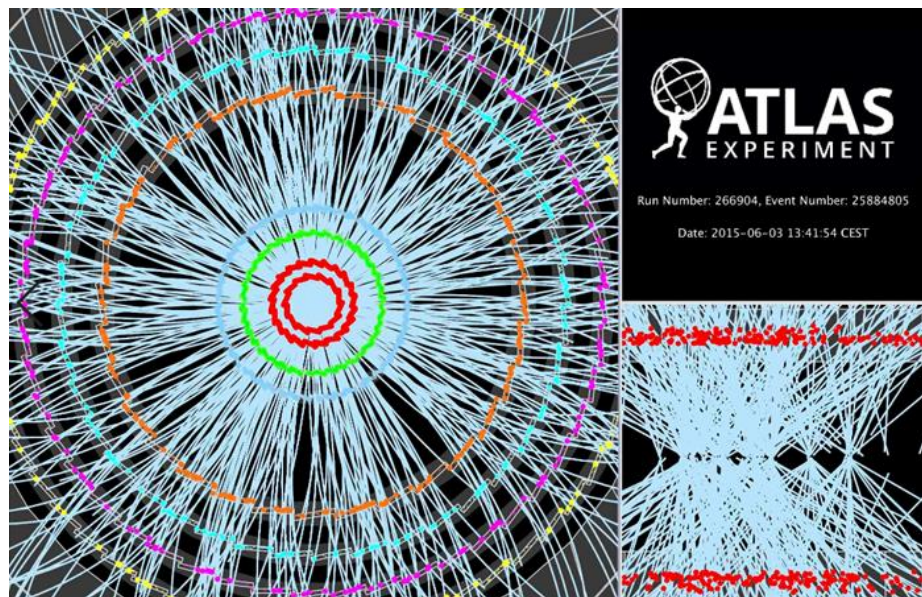 ATLAS
EXPERIMENT
Run Number: 266904, Event Number: 25884805
Date: 2015-06-03 13:41:54 CEST